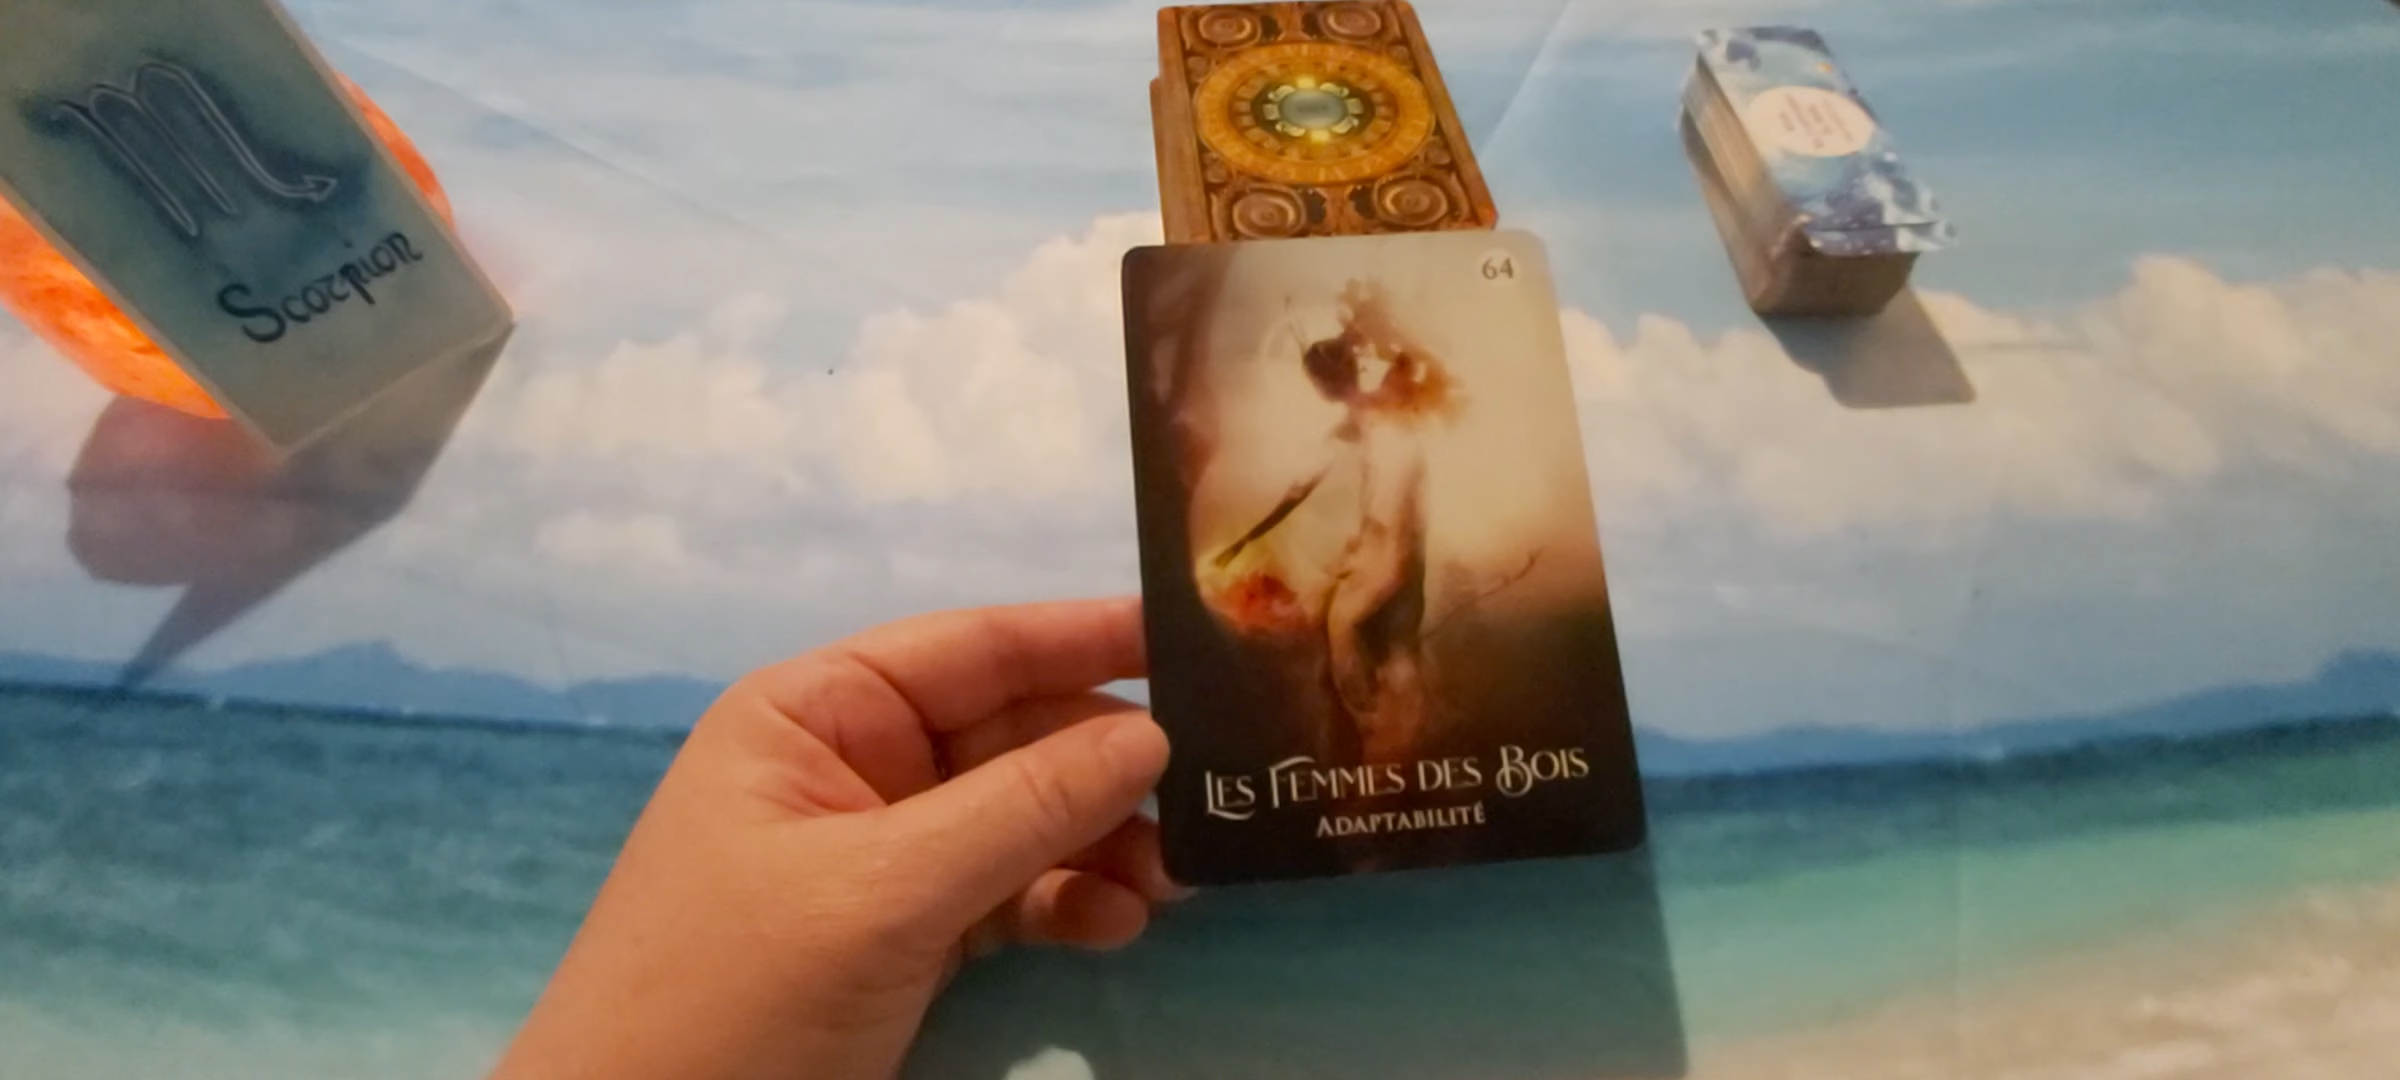 Scorpion
64
Les Femmes des Bois
Adaptabilité